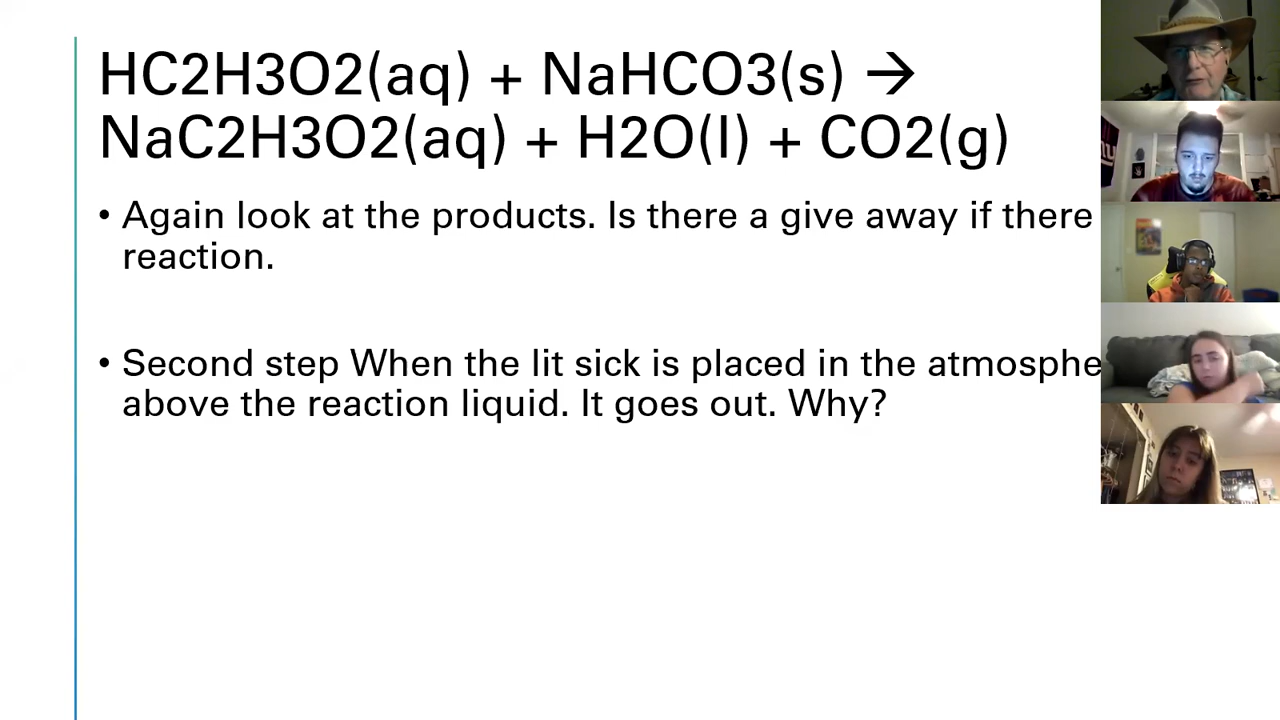 HC2H3O2(aq) + NaHCO3(s) →
NaC2H3O2(aq) + H2O(l) + CO2(g)
• Again look at the products. Is there a give away if there
reaction.
• Second step When the lit sick is placed in the atmosphe
above the reaction liquid. It goes out. Why?